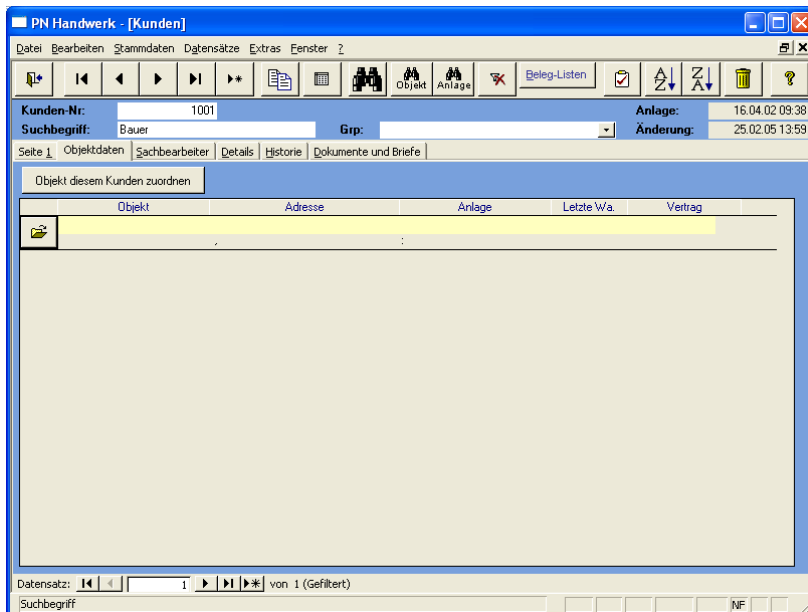 PN Handwerk - [Kunden]
Datei Bearbeiten Stammdaten Datensätze Extras Fenster ?
Objekt Anlage Beleg-Listen A Z Z A ?
Kunden-Nr: 1001 Anlage: 16.04.02 09:38
Suchbegriff: Bauer Grp: Änderung: 25.02.05 13:59
Seite 1 Objektdaten Sachbearbeiter Details Historie Dokumente und Briefe
Objekt diesem Kunden zuordnen
Objekt Adresse Anlage Letzte Wa. Vertrag
, :
Datensatz: 1 von 1 (Gefiltert)
Suchbegriff NF